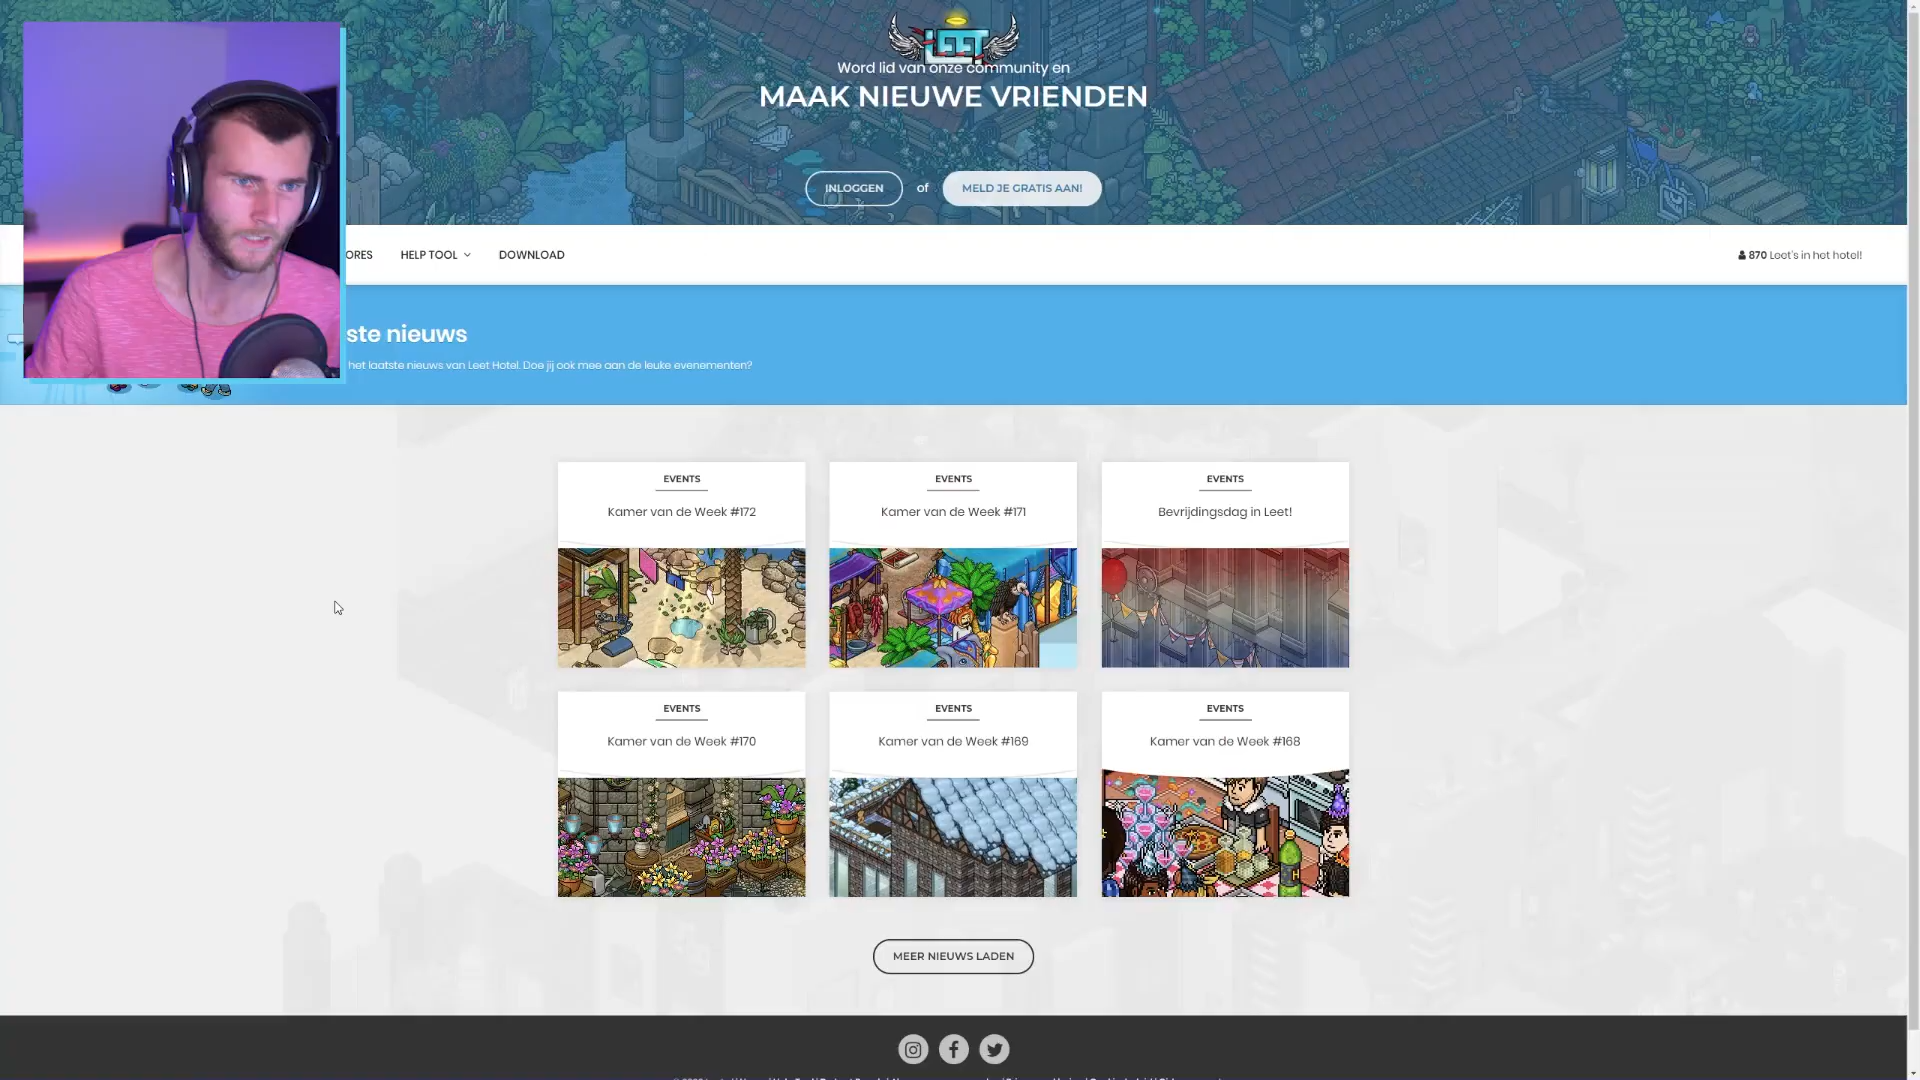 LEET
Word lid van onze community en
MAAK NIEUWE VRIENDEN
INLOGGEN of MELD JE GRATIS AAN!
ORES HELP TOOL DOWNLOAD 870 Leet's in het hotel!
ste nieuws
het laatste nieuws van Leet Hotel. Doe jij ook mee aan de leuke evenementen?
EVENTS
Kamer van de Week #172
EVENTS
Kamer van de Week #171
EVENTS
Bevrijdingsdag in Leet!
EVENTS
Kamer van de Week #170
EVENTS
Kamer van de Week #169
EVENTS
Kamer van de Week #168
MEER NIEUWS LADEN